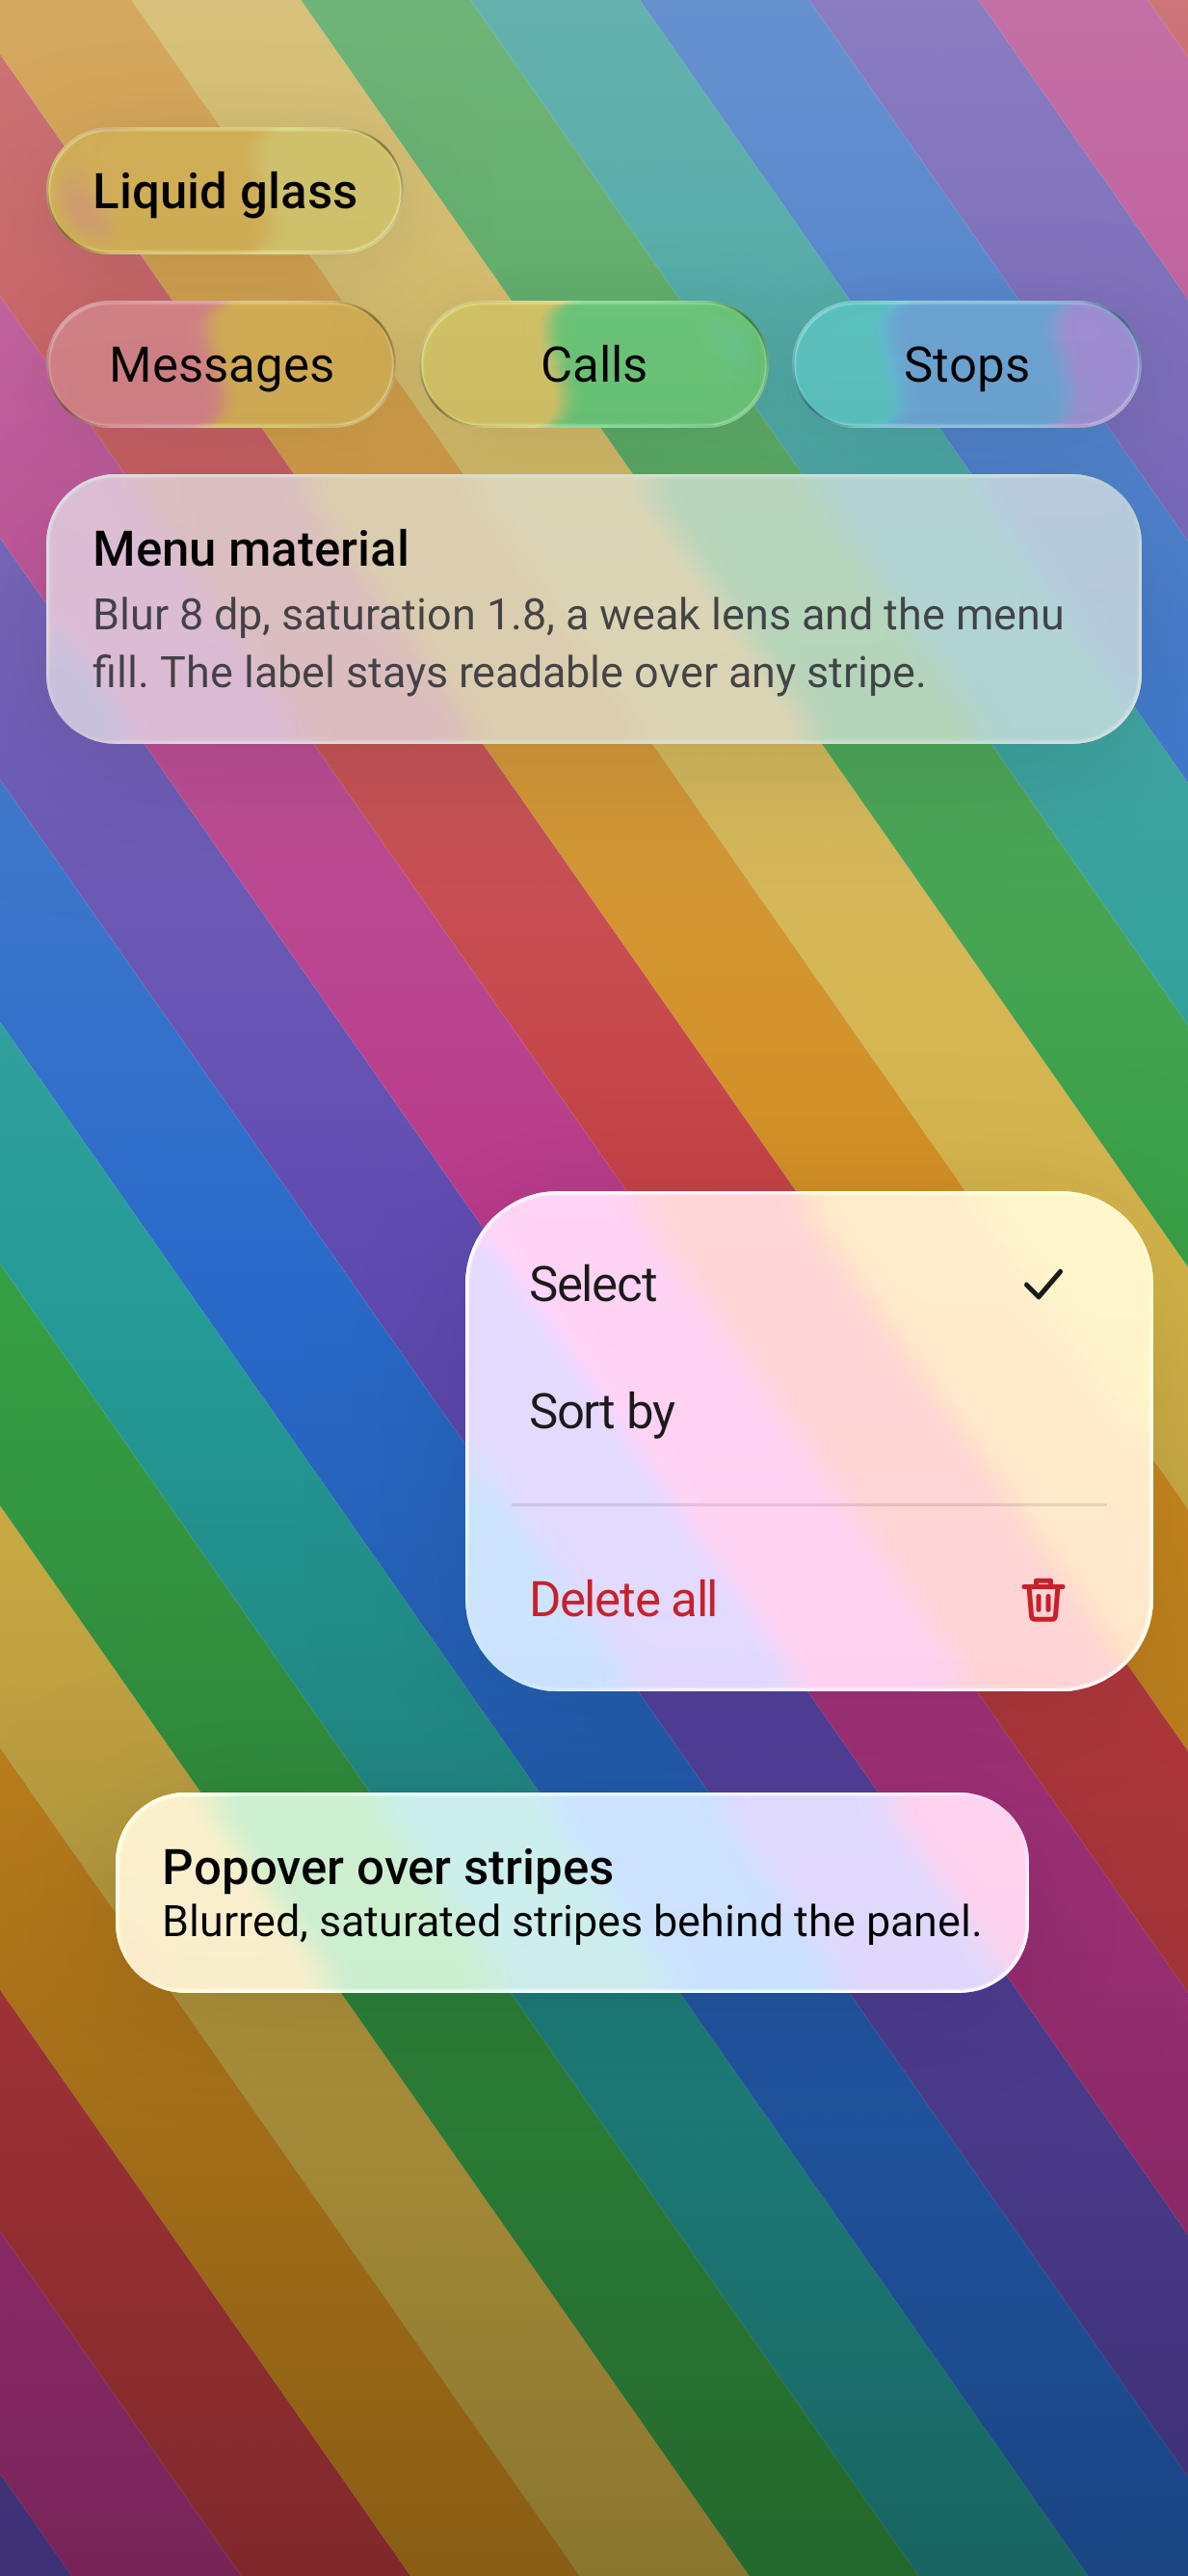 Liquid glass
Messages
Calls
Stops
Menu material
Blur 8 dp, saturation 1.8, a weak lens and the menu
fill. The label stays readable over any stripe.
Select
Sort by
Delete all
Popover over stripes
Blurred, saturated stripes behind the panel.